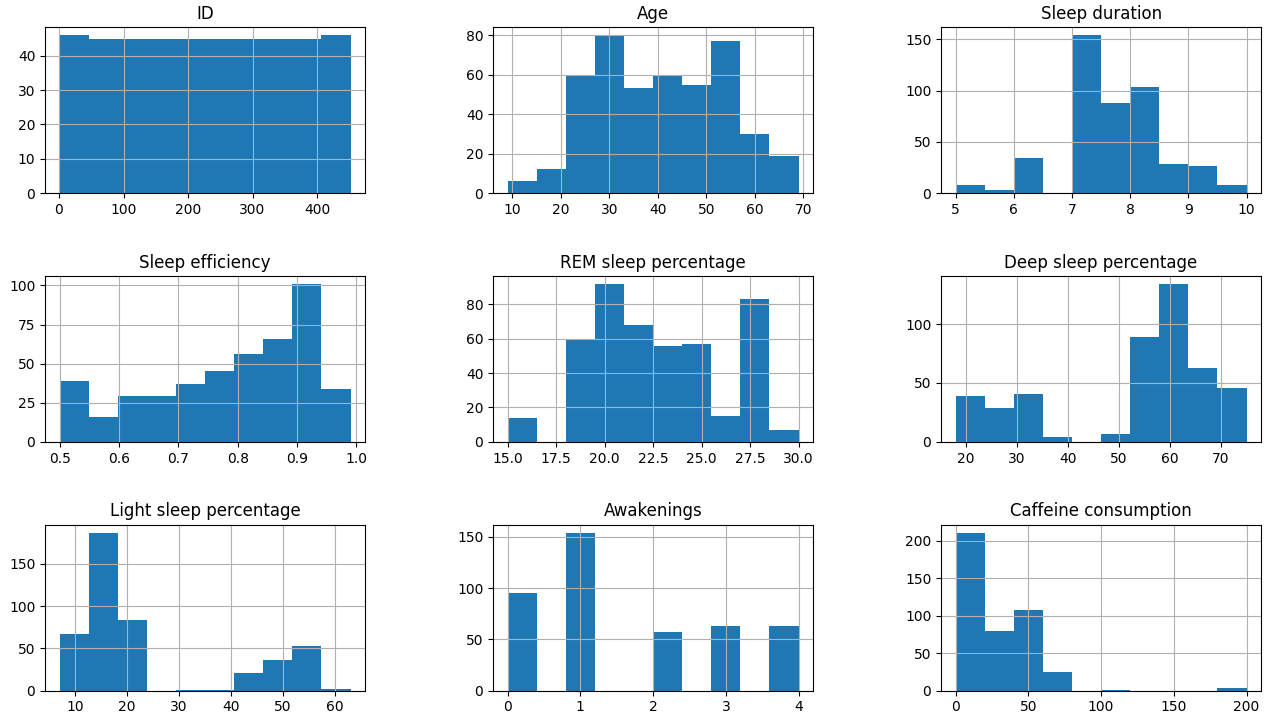 ID
Age
Sleep duration
40
30
20
10
0
0 100 200 300 400
80
60
40
20
0
10 20 30 40 50 60 70
150
100
50
0
5 6 7 8 9 10
Sleep efficiency
REM sleep percentage
Deep sleep percentage
100
75
50
25
0
0.5 0.6 0.7 0.8 0.9 1.0
80
60
40
20
0
15.0 17.5 20.0 22.5 25.0 27.5 30.0
100
50
0
20 30 40 50 60 70
Light sleep percentage
Awakenings
Caffeine consumption
150
100
50
0
10 20 30 40 50 60
150
100
50
0
0 1 2 3 4
200
150
100
50
0
0 50 100 150 200